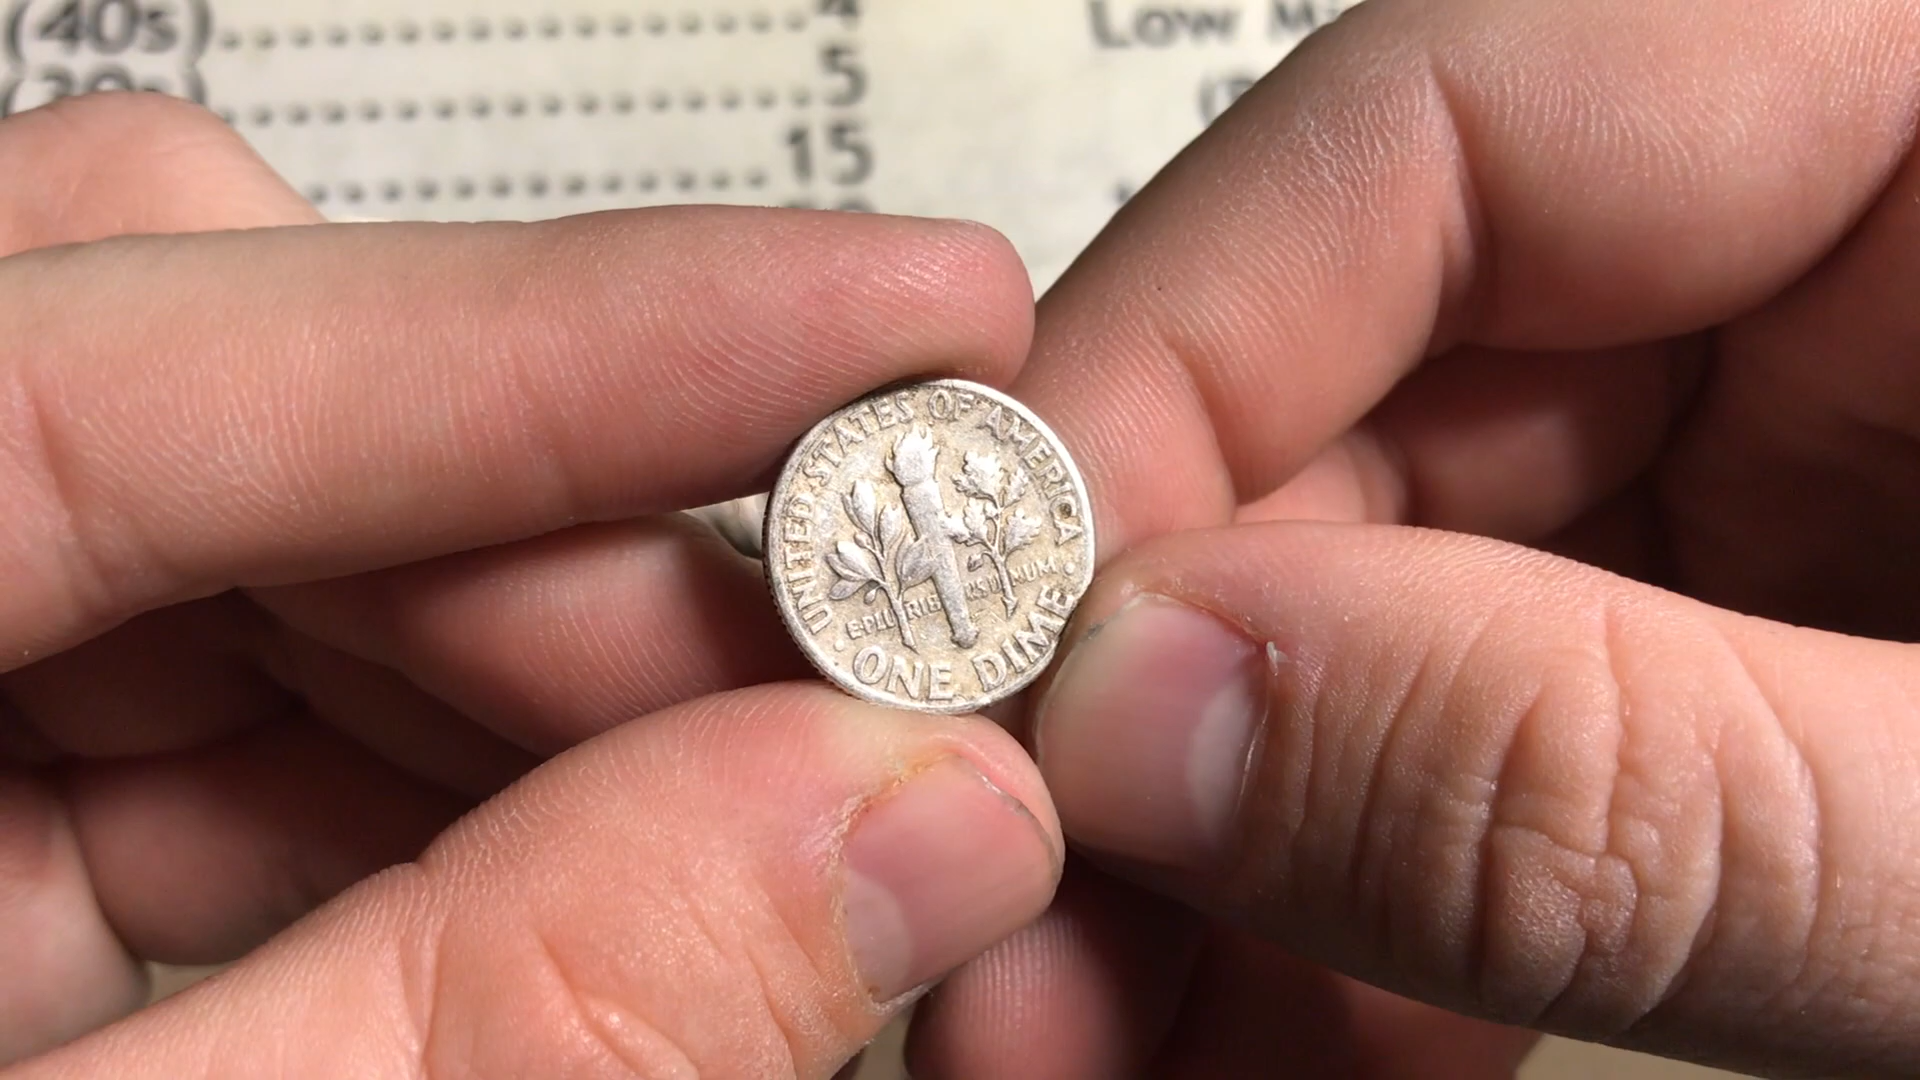 (40s) 4
5
15
Low
UNITED STATES OF AMERICA
E PLURIBUS UNUM
• ONE DIME •